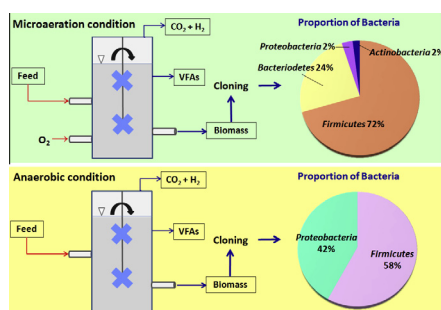 Microaeration condition
CO2 + H2
Feed
VFAs
O2
Biomass
Cloning
Proportion of Bacteria
Proteobacteria 2%
Actinobacteria 2%
Bacteriodetes 24%
Firmicutes 72%
Anaerobic condition
CO2 + H2
Feed
VFAs
Biomass
Cloning
Proportion of Bacteria
Proteobacteria
42%
Firmicutes
58%